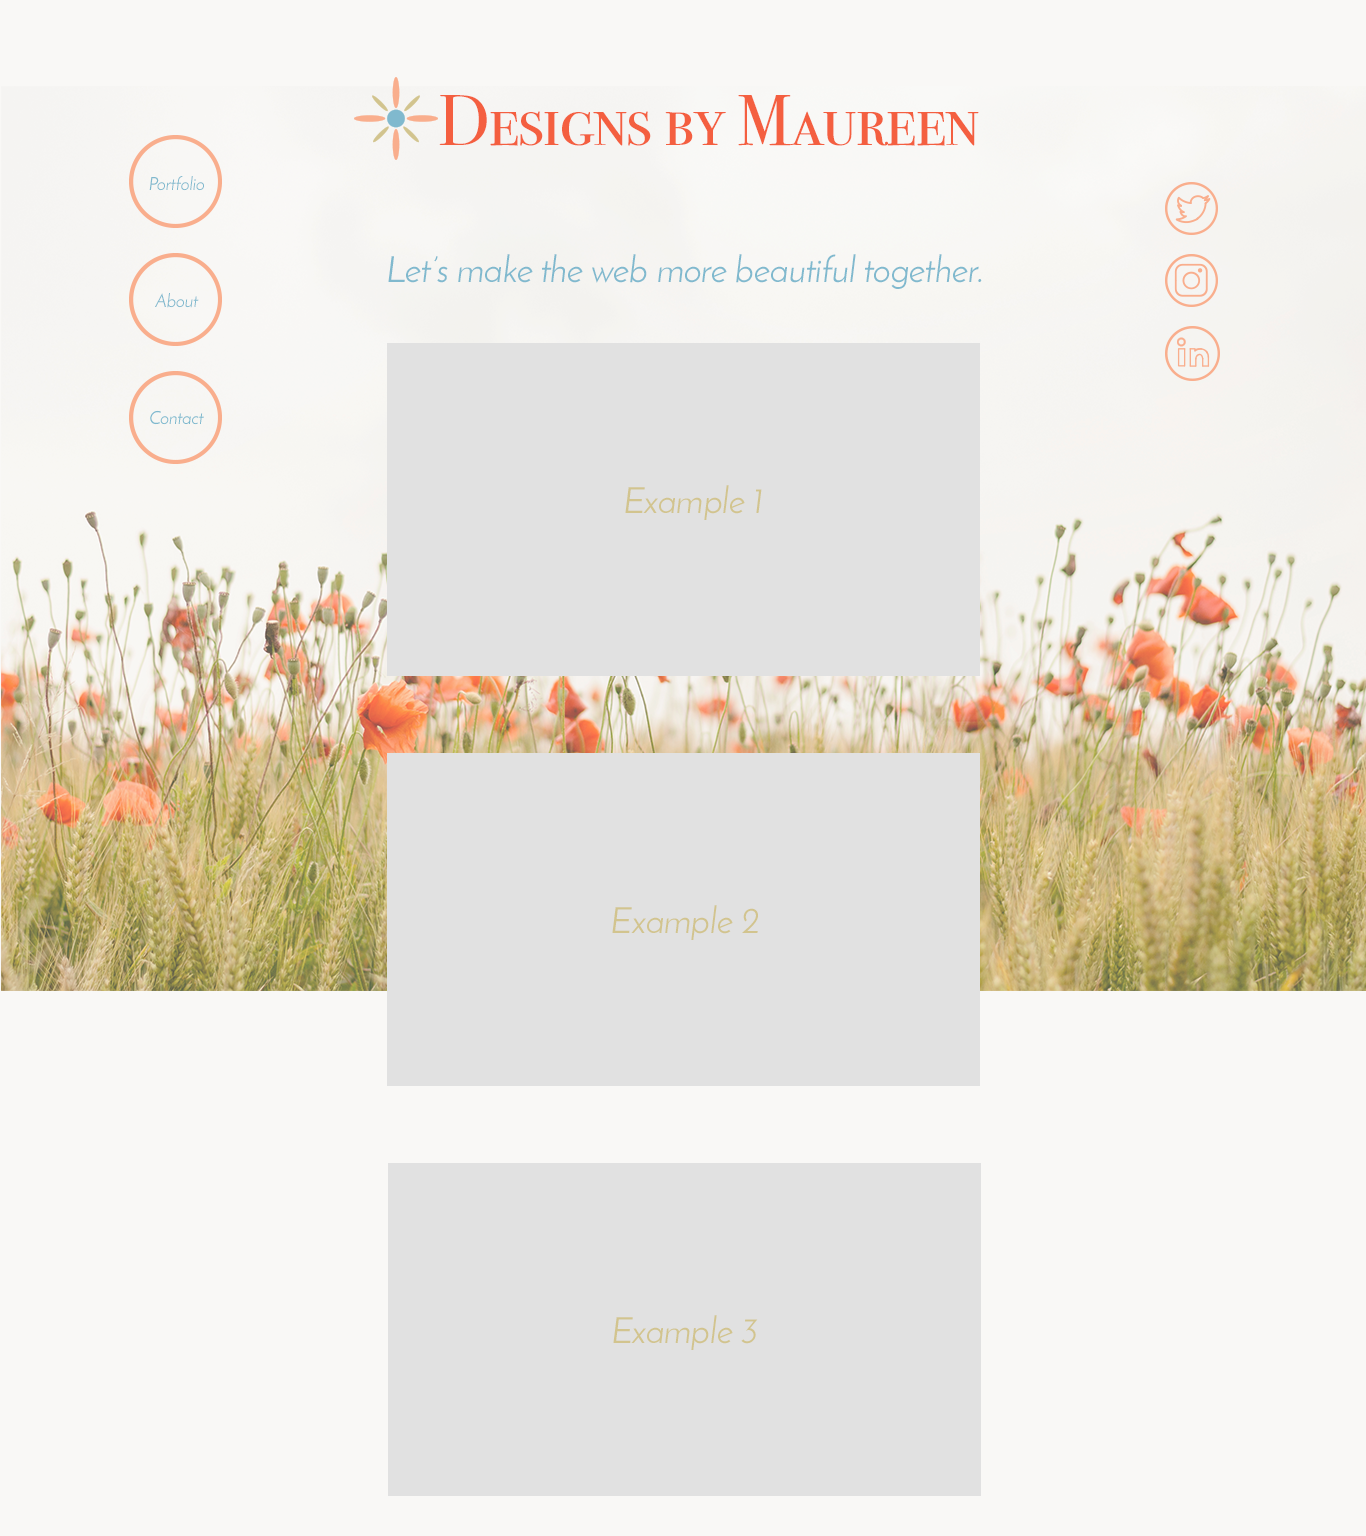 Designs by Maureen
Portfolio
About
Contact
Let's make the web more beautiful together.
Example 1
Example 2
Example 3
in